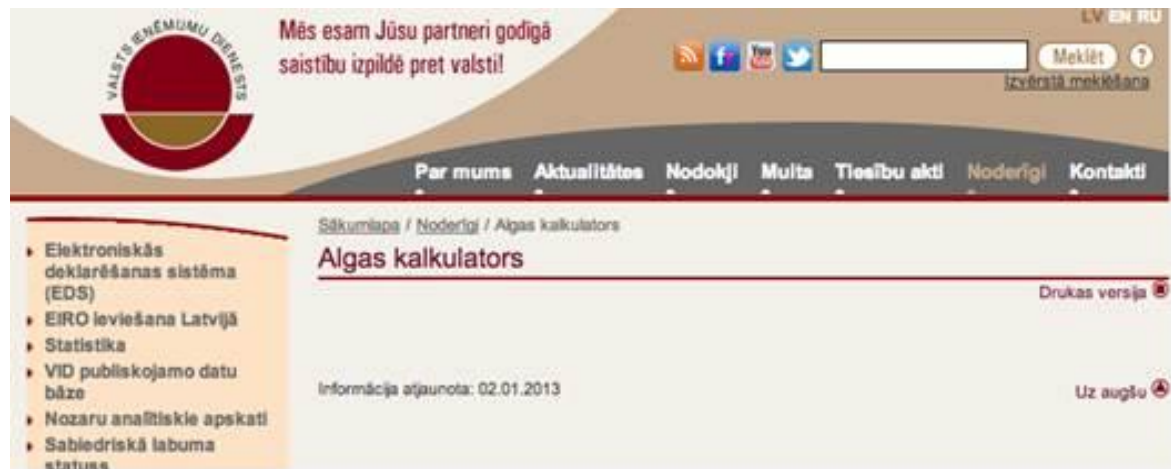 VALSTS IEŅĒMUMU DIENESTS
Mēs esam Jūsu partneri godīgā
saistību izpildē pret valsti!
LV EN RU
You
Meklēt ?
Izvērstā meklēšana
Par mums Aktualitātes Nodokļi Muita Tiesību akti Noderīgi Kontakti
Sākumlapa / Noderīgi / Algas kalkulators
Algas kalkulators
Drukas versija
Informācija atjaunota: 02.01.2013
Uz augšu
Elektroniskās
deklarēšanas sistēma
(EDS)
EIRO ieviešana Latvijā
Statistika
VID publiskojamo datu
bāze
Nozaru analītiskie apskati
Sabiedriskā labuma
statuss